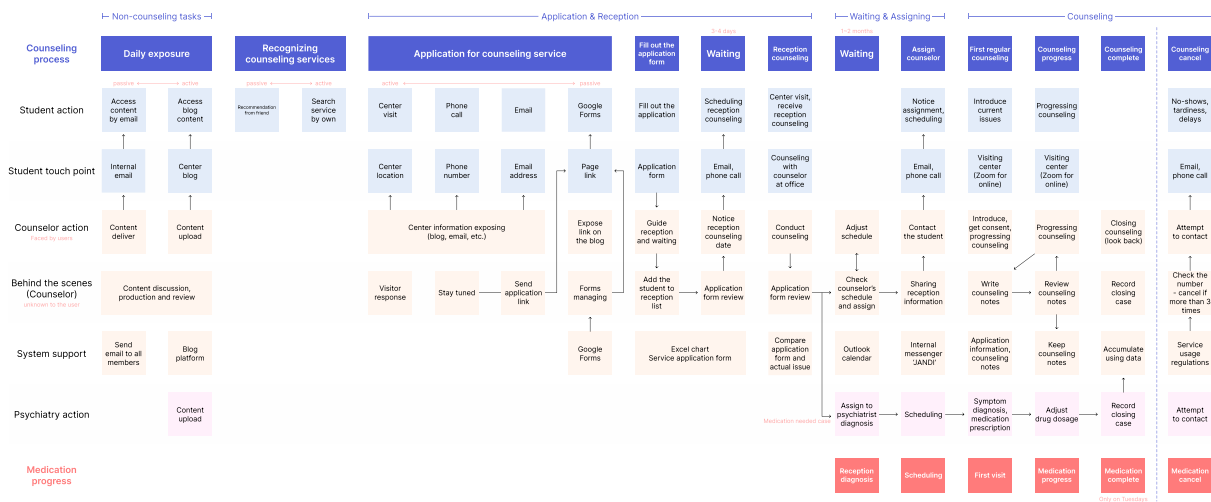 Non-counseling tasks
Application & Reception
Waiting & Assigning
Counseling
3-4 days
1~2 months
Counseling
process
Daily exposure
Recognizing
counseling services
Application for counseling service
Fill out the
application
form
Waiting
Reception
counseling
Waiting
Assign
counselor
First regular
counseling
Counseling
progress
Counseling
complete
Counseling
cancel
passive
active
passive
active
active
passive
Student action
Access
content
by email
Access
blog
content
Recommendation
from friend
Search
service
by own
Center
visit
Phone
call
Email
Google
Forms
Fill out the
application
Scheduling
reception
counseling
Center visit,
receive
reception
counseling
Notice
assignment,
scheduling
Introduce
current
issues
Progressing
counseling
No-shows,
tardiness,
delays
Student touch point
Internal
email
Center
blog
Center
location
Phone
number
Email
address
Page
link
Application
form
Email,
phone call
Counseling
with
counselor
at office
Email,
phone call
Visiting
center
(Zoom for
online)
Visiting
center
(Zoom for
online)
Email,
phone call
Counselor action
Faced by users
Content
deliver
Content
upload
Center information exposing
(blog, email, etc.)
Expose
link on
the blog
Guide
reception
and waiting
Notice
reception
counseling
date
Conduct
counseling
Adjust
schedule
Contact
the student
Introduce,
get consent,
progressing
counseling
Progressing
counseling
Closing
counseling
(look back)
Attempt
to contact
Behind the scenes
(Counselor)
unknown to the user
Content discussion,
production and review
Visitor
response
Stay tuned
Send
application
link
Forms
managing
Add the
student to
reception
list
Application
form review
Application
form review
Check
counselor's
schedule
and assign
Sharing
reception
information
Write
counseling
notes
Review
counseling
notes
Record
closing
case
Check the
number
- cancel if
more than 3
times
System support
Send
email to all
members
Blog
platform
Google
Forms
Excel chart
Service application form
Compare
application
form and
actual issue
Outlook
calendar
Internal
messenger
'JANDI'
Application
information,
counseling
notes
Keep
counseling
notes
Accumulate
using data
Service
usage
regulations
Psychiatry action
Content
upload
Medication needed case
Assign to
psychiatrist
diagnosis
Scheduling
Symptom
diagnosis,
medication
prescription
Adjust
drug dosage
Record
closing
case
Attempt
to contact
Medication
progress
Reception
diagnosis
Scheduling
First visit
Medication
progress
Medication
complete
Medication
cancel
Only on Tuesdays